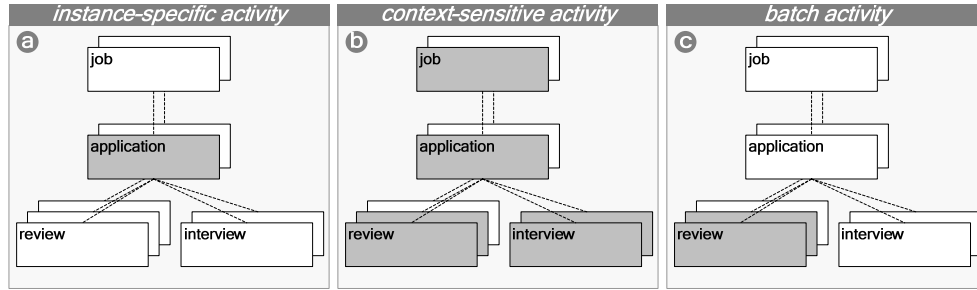 instance-specific activity
a
job
application
review
interview
context-sensitive activity
b
job
application
review
interview
batch activity
c
job
application
review
interview